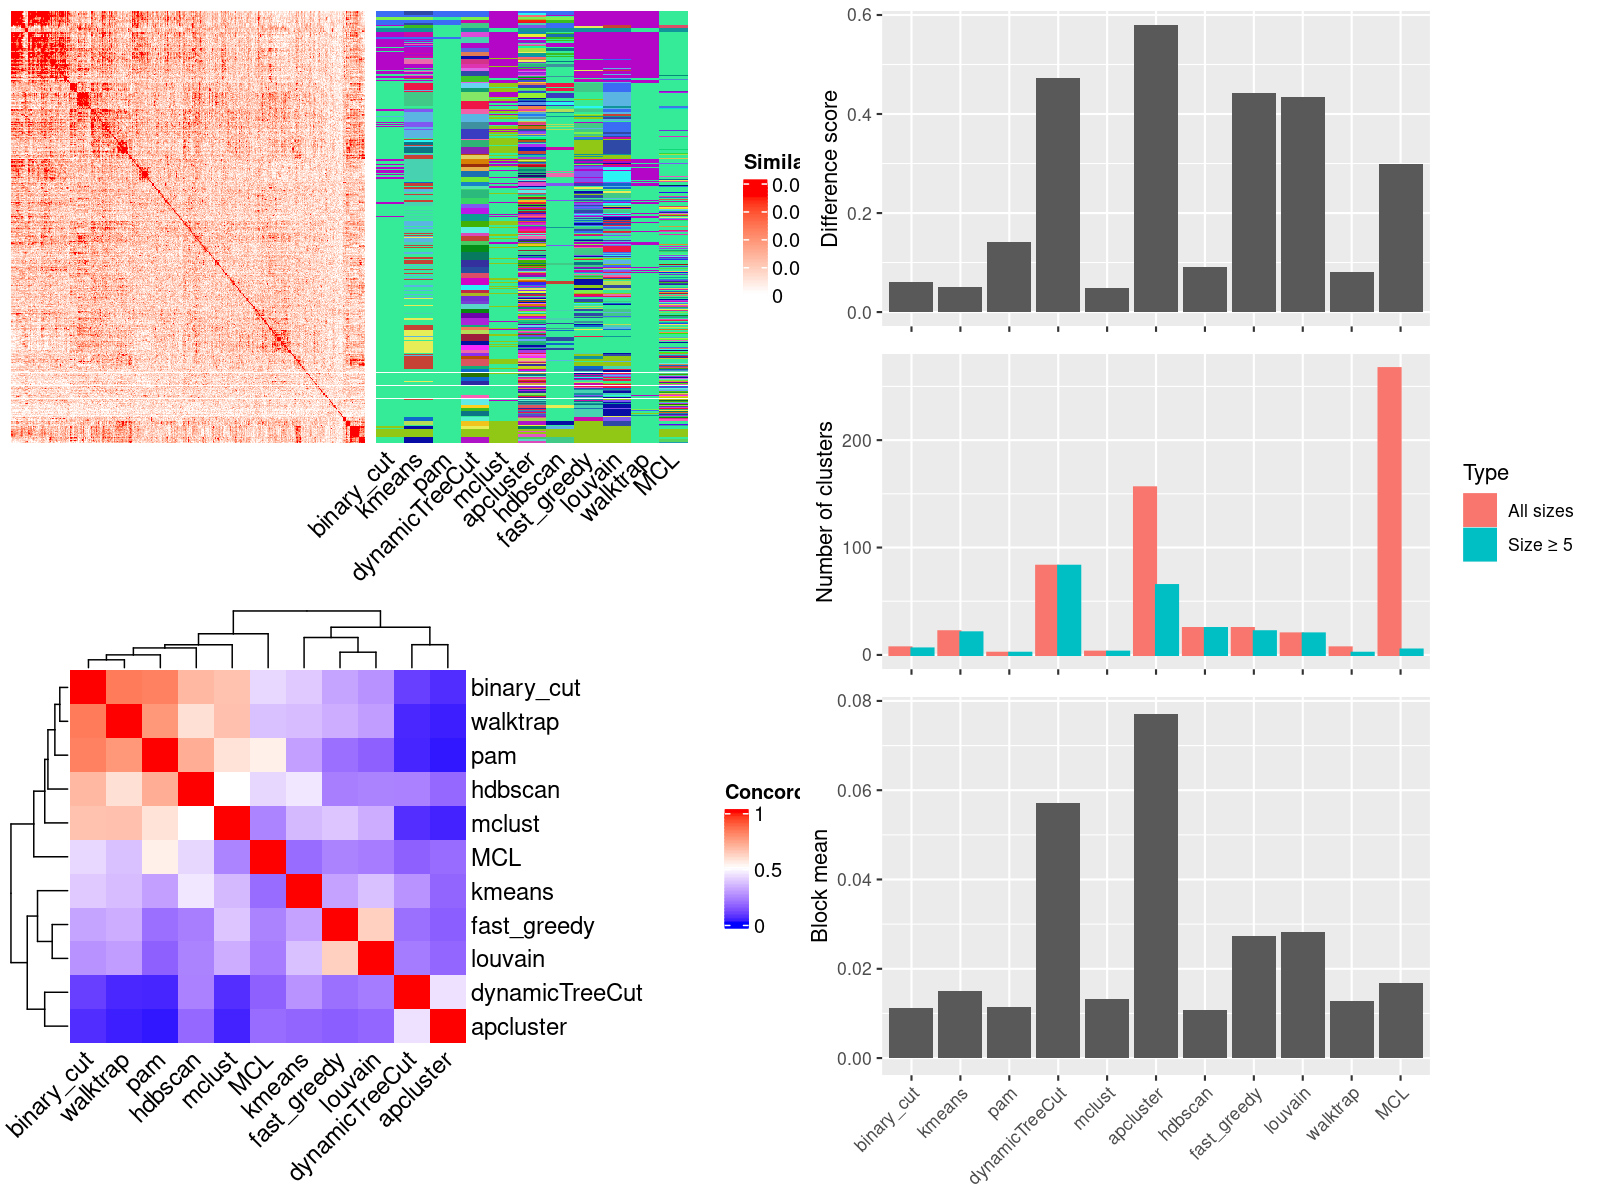 Simila
0.0
0.0
0.0
0.0
0
binary_cut
kmeans
pam
dynamicTreeCut
mclust
apcluster
hdbscan
fast_greedy
louvain
walktrap
MCL
binary_cut
walktrap
pam
hdbscan
mclust
MCL
kmeans
fast_greedy
louvain
dynamicTreeCut
apcluster
binary_cut
walktrap
pam
hdbscan
mclust
MCL
kmeans
fast_greedy
louvain
dynamicTreeCut
apcluster
Concord
1
0.5
0
Difference score
0.6
0.4
0.2
0.0
Number of clusters
200
100
0
Type
All sizes
Size ≥ 5
Block mean
0.08
0.06
0.04
0.02
0.00
binary_cut
kmeans
pam
dynamicTreeCut
mclust
apcluster
hdbscan
fast_greedy
louvain
walktrap
MCL